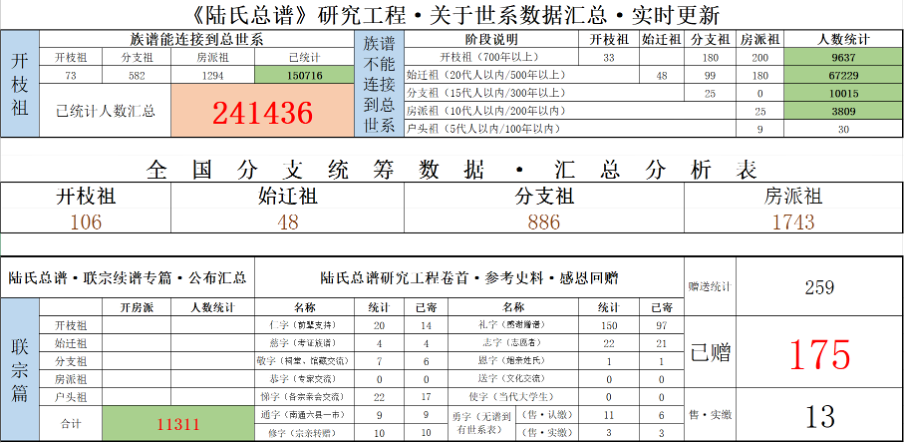 《陆氏总谱》研究工程·关于世系数据汇总·实时更新
开枝祖 族谱能连接到总世系 族谱不能连接到总世系 阶段说明 开枝祖 始迁祖 分支祖 房派祖 人数统计
开枝祖 分支祖 房派祖 已统计 开枝祖（700年以上） 33 180 200 9637
73 582 1294 150716 始迁祖（20代人以内/500年以上） 48 99 180 67229
已统计人数汇总 241436 分支祖（15代人以内/300年以上） 25 0 10015
房派祖（10代人以内/200年以内） 25 3809
户头祖（5代人以内/100年以内） 9 30
全国分支统筹数据·汇总分析表
开枝祖 始迁祖 分支祖 房派祖
106 48 886 1743
陆氏总谱·联宗续谱专篇·公布汇总 陆氏总谱研究工程卷首·参考史料·感恩回赠 赠送统计 259
联宗篇 开房派 人数统计 名称 统计 已寄 名称 统计 已寄 已赠 175
开枝祖 仁字（前辈支持） 20 14 礼字（感谢赠谱） 150 97
始迁祖 慈字（考证族谱） 4 4 志字（志愿者） 22 21
分支祖 敬字（祠堂、馆藏交流） 7 6 恩字（姻亲姓氏） 1 1
房派祖 恭字（专家交流） 0 0 送字（文化交流） 0 0
户头祖 悌字（各宗亲会交流） 22 17 使字（当代大学生） 0 0 售·实缴 13
合计 11311 通字（南通六县一市） 9 9 勇字（无谱到有世系表） （售·认缴） 11 6
修字（宗亲转赠） 10 10 （售·实缴） 3 3